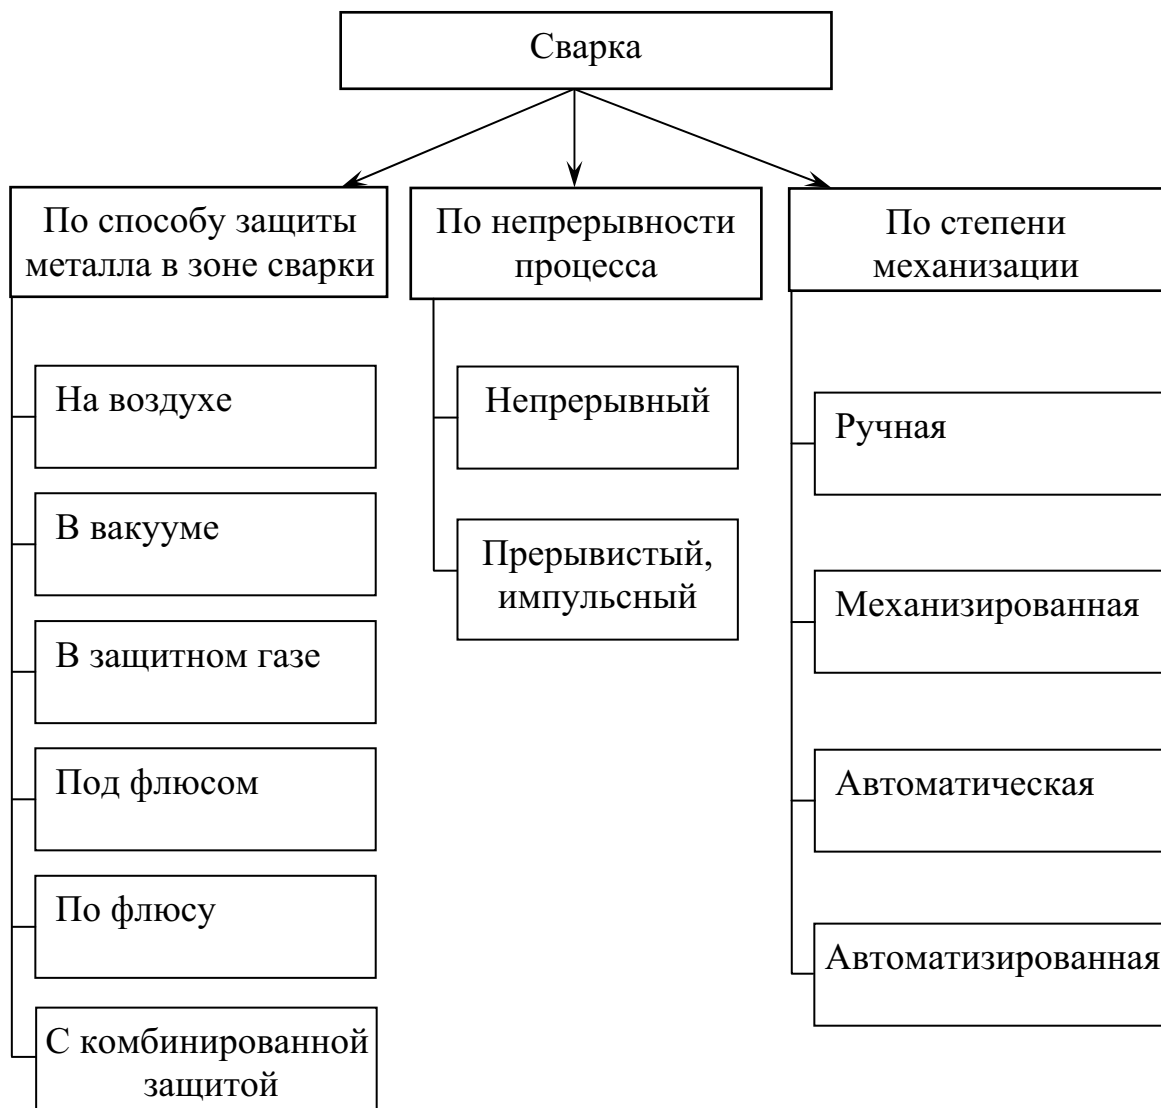 Сварка
По способу защиты
металла в зоне сварки
На воздухе
В вакууме
В защитном газе
Под флюсом
По флюсу
С комбинированной
защитой
По непрерывности
процесса
Непрерывный
Прерывистый,
импульсный
По степени
механизации
Ручная
Механизированная
Автоматическая
Автоматизированная